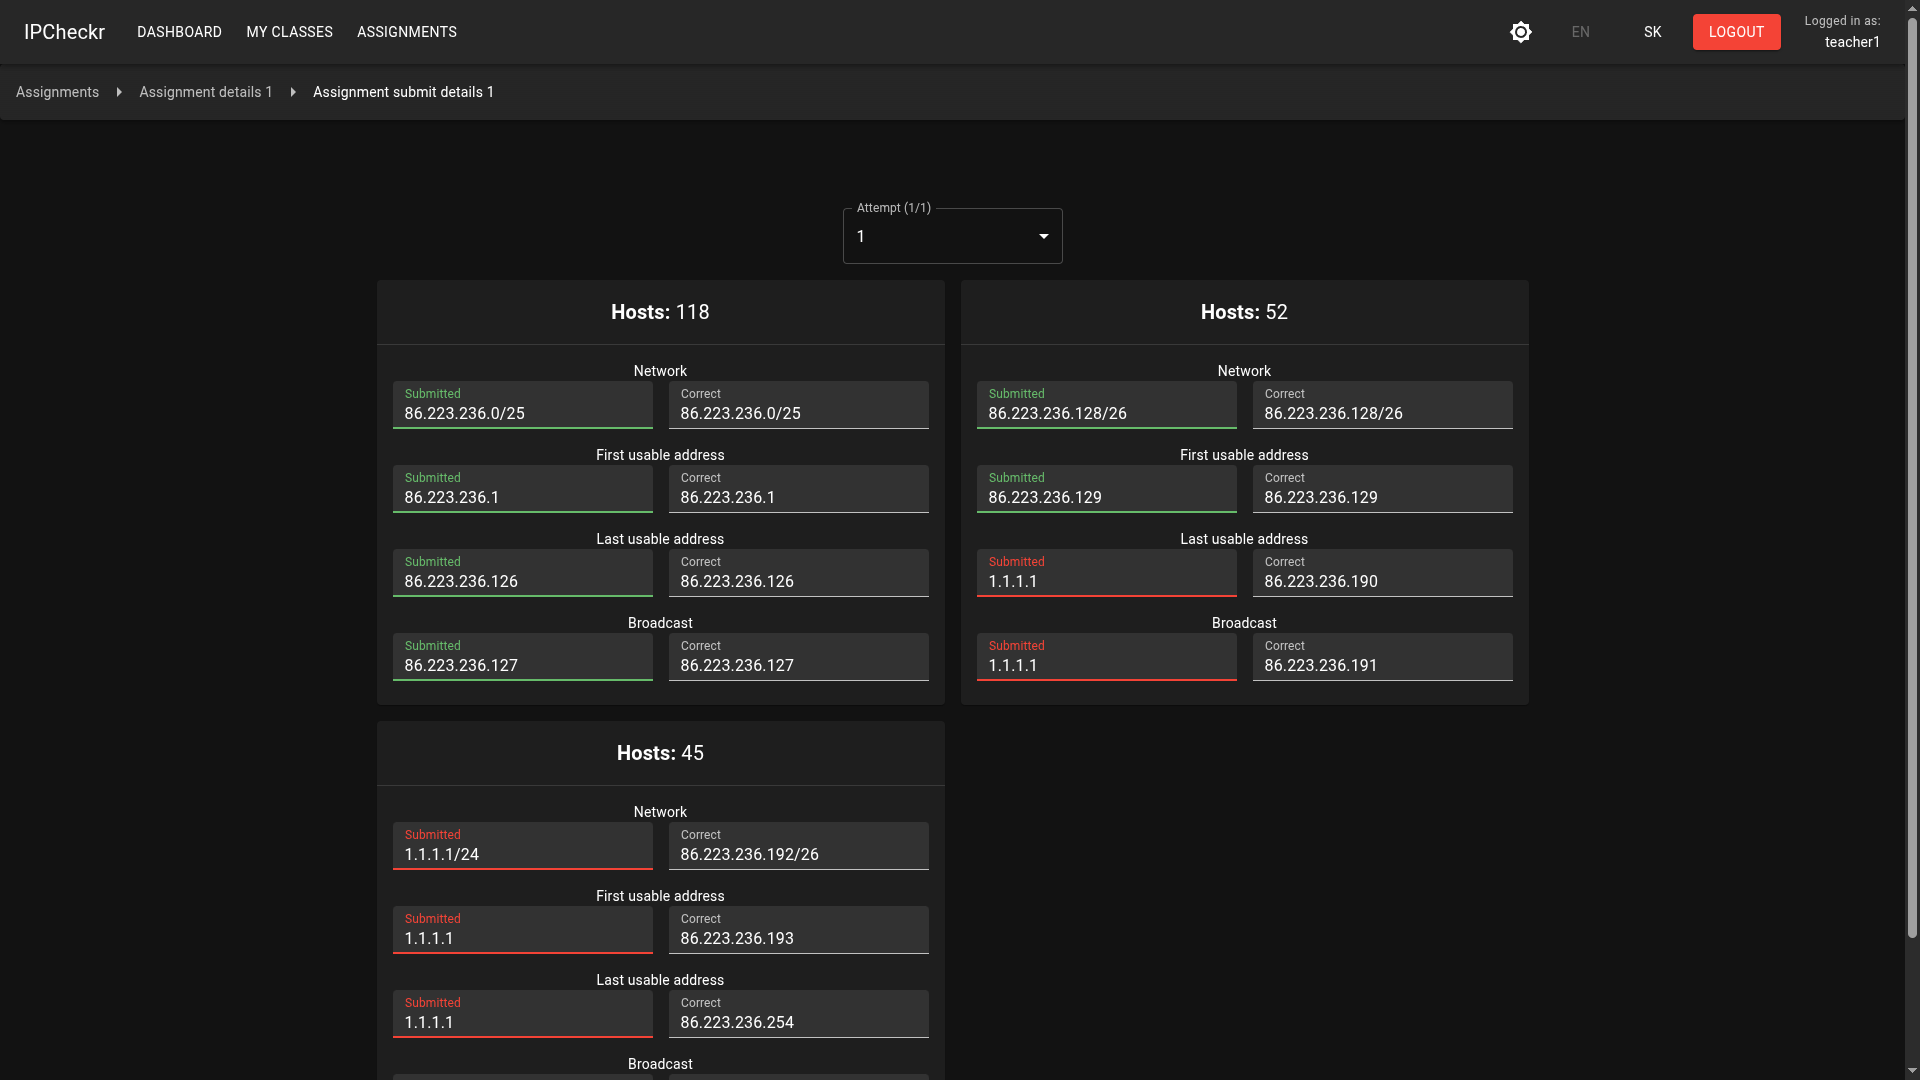 IPCheckr DASHBOARD MY CLASSES ASSIGNMENTS EN SK LOGOUT Logged in as:
teacher1
Assignments Assignment details 1 Assignment submit details 1
Attempt (1/1)
1
Hosts: 118
Network
Submitted Correct
86.223.236.0/25 86.223.236.0/25
First usable address
Submitted Correct
86.223.236.1 86.223.236.1
Last usable address
Submitted Correct
86.223.236.126 86.223.236.126
Broadcast
Submitted Correct
86.223.236.127 86.223.236.127
Hosts: 52
Network
Submitted Correct
86.223.236.128/26 86.223.236.128/26
First usable address
Submitted Correct
86.223.236.129 86.223.236.129
Last usable address
Submitted Correct
1.1.1.1 86.223.236.190
Broadcast
Submitted Correct
1.1.1.1 86.223.236.191
Hosts: 45
Network
Submitted Correct
1.1.1.1/24 86.223.236.192/26
First usable address
Submitted Correct
1.1.1.1 86.223.236.193
Last usable address
Submitted Correct
1.1.1.1 86.223.236.254
Broadcast